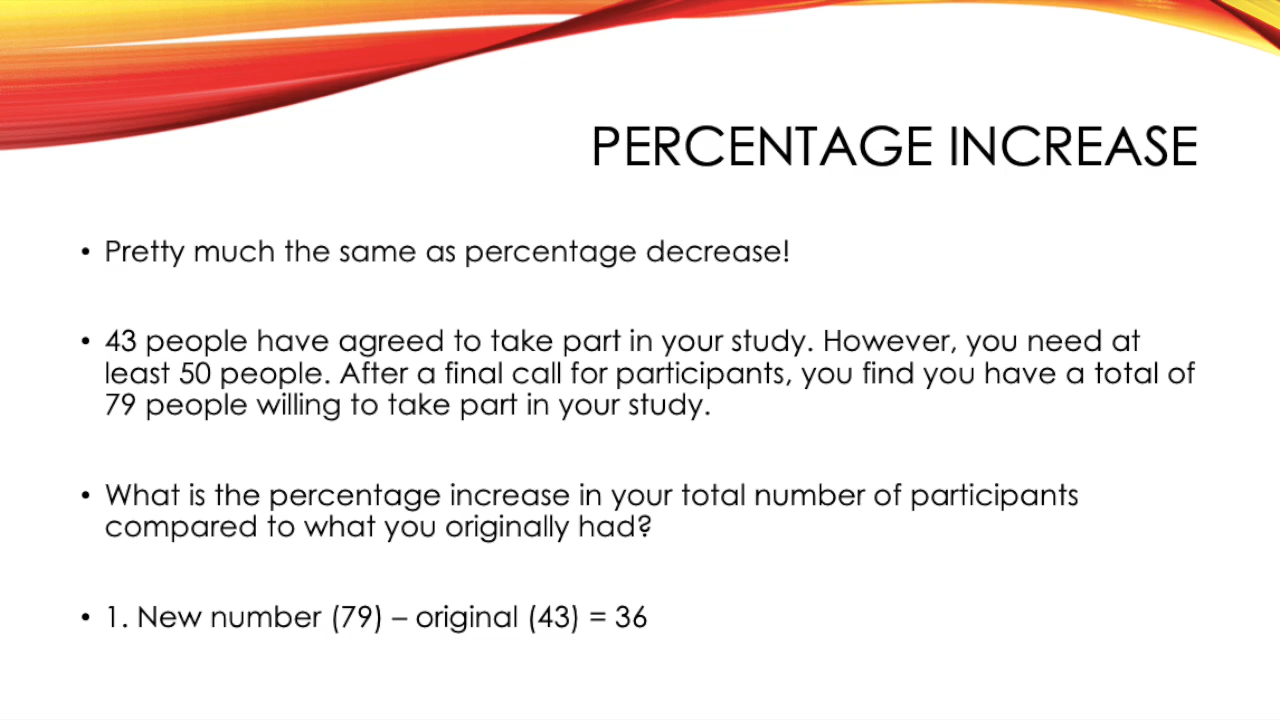 PERCENTAGE INCREASE
• Pretty much the same as percentage decrease!
• 43 people have agreed to take part in your study. However, you need at
least 50 people. After a final call for participants, you find you have a total of
79 people willing to take part in your study.
• What is the percentage increase in your total number of participants
compared to what you originally had?
• 1. New number (79) – original (43) = 36